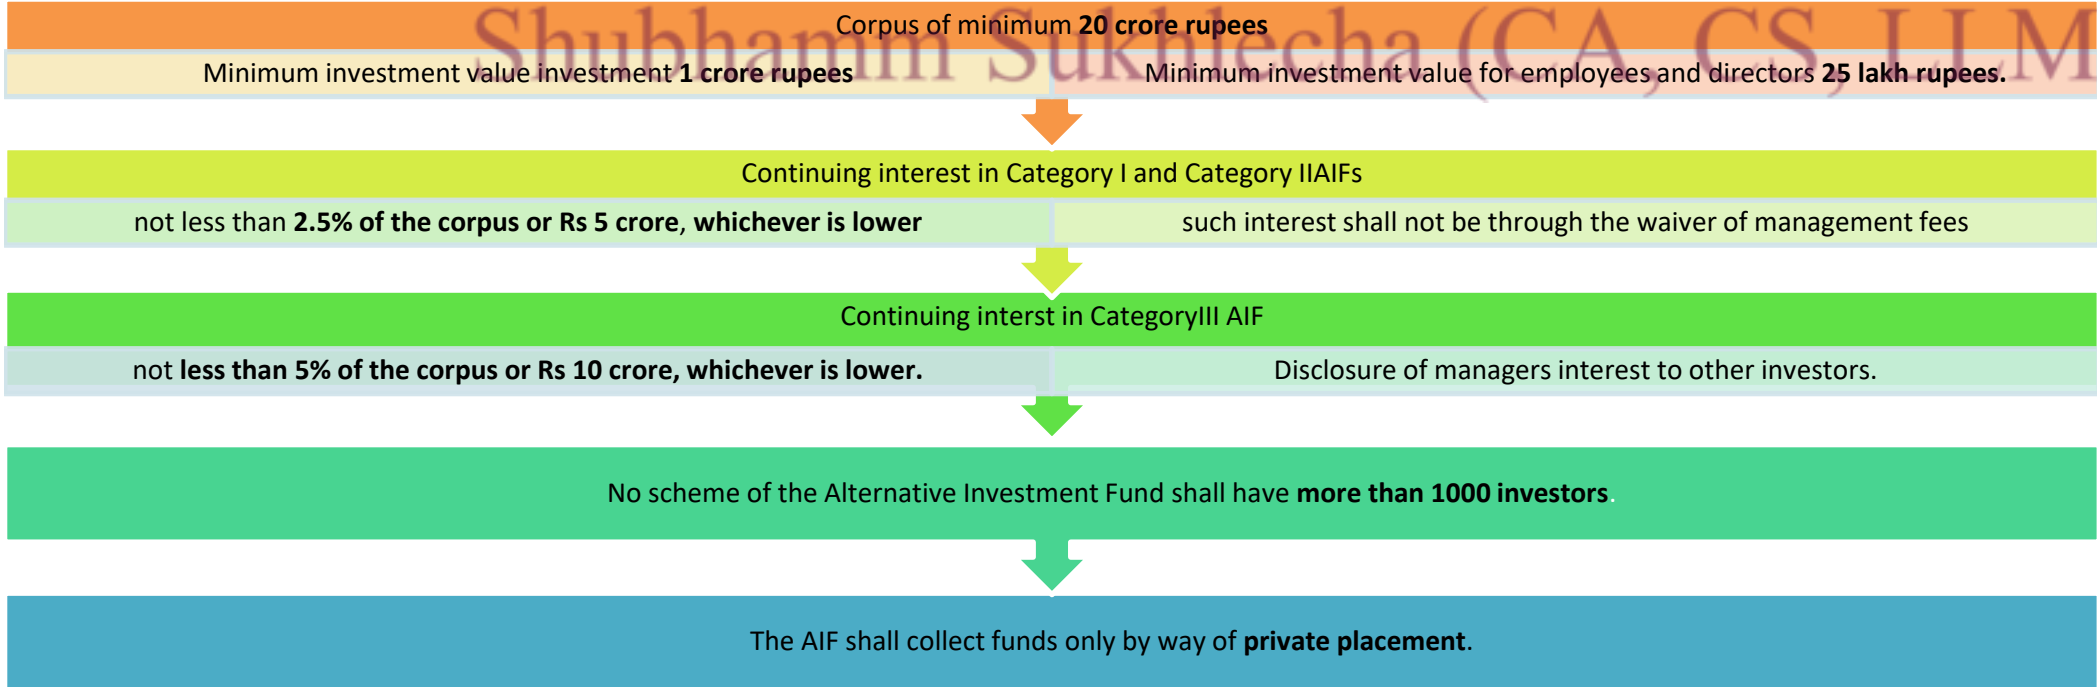 Shubhamm Sukhlecha (CA, CS, LLM
Corpus of minimum 20 crore rupees
Minimum investment value investment 1 crore rupees
Minimum investment value for employees and directors 25 lakh rupees.
Continuing interest in Category I and Category IIAIFs
not less than 2.5% of the corpus or Rs 5 crore, whichever is lower
such interest shall not be through the waiver of management fees
Continuing interst in CategoryIII AIF
not less than 5% of the corpus or Rs 10 crore, whichever is lower.
Disclosure of managers interest to other investors.
No scheme of the Alternative Investment Fund shall have more than 1000 investors.
The AIF shall collect funds only by way of private placement.